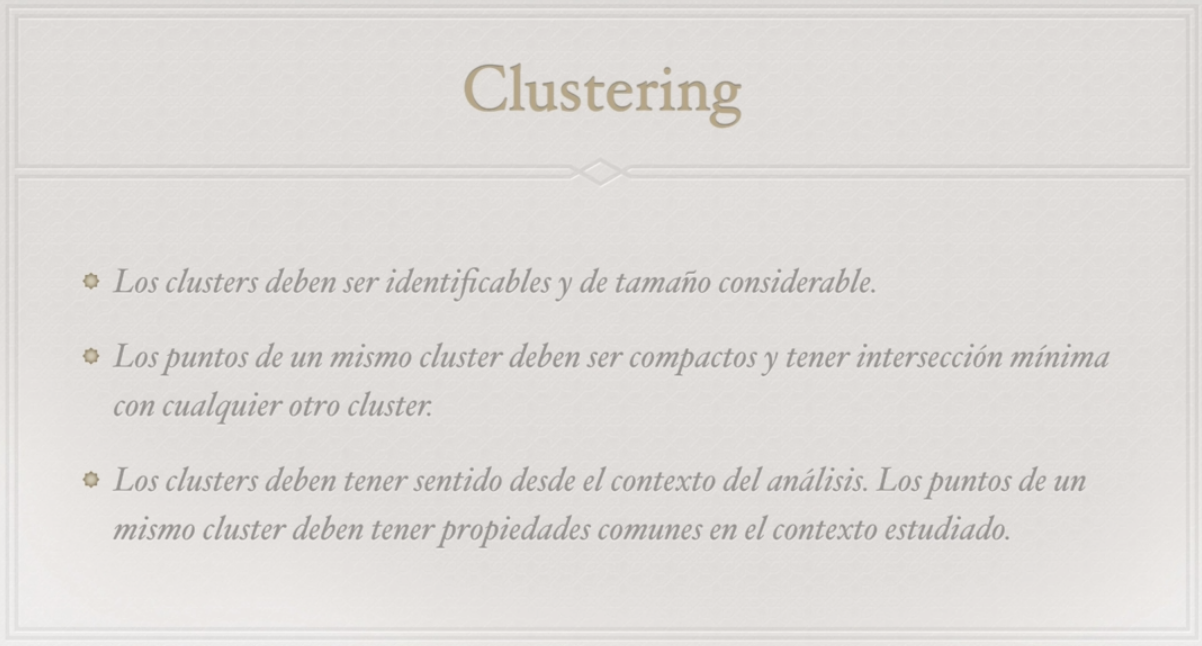 Clustering
Los clusters deben ser identificables y de tamaño considerable.
Los puntos de un mismo cluster deben ser compactos y tener intersección mínima
con cualquier otro cluster.
Los clusters deben tener sentido desde el contexto del análisis. Los puntos de un
mismo cluster deben tener propiedades comunes en el contexto estudiado.